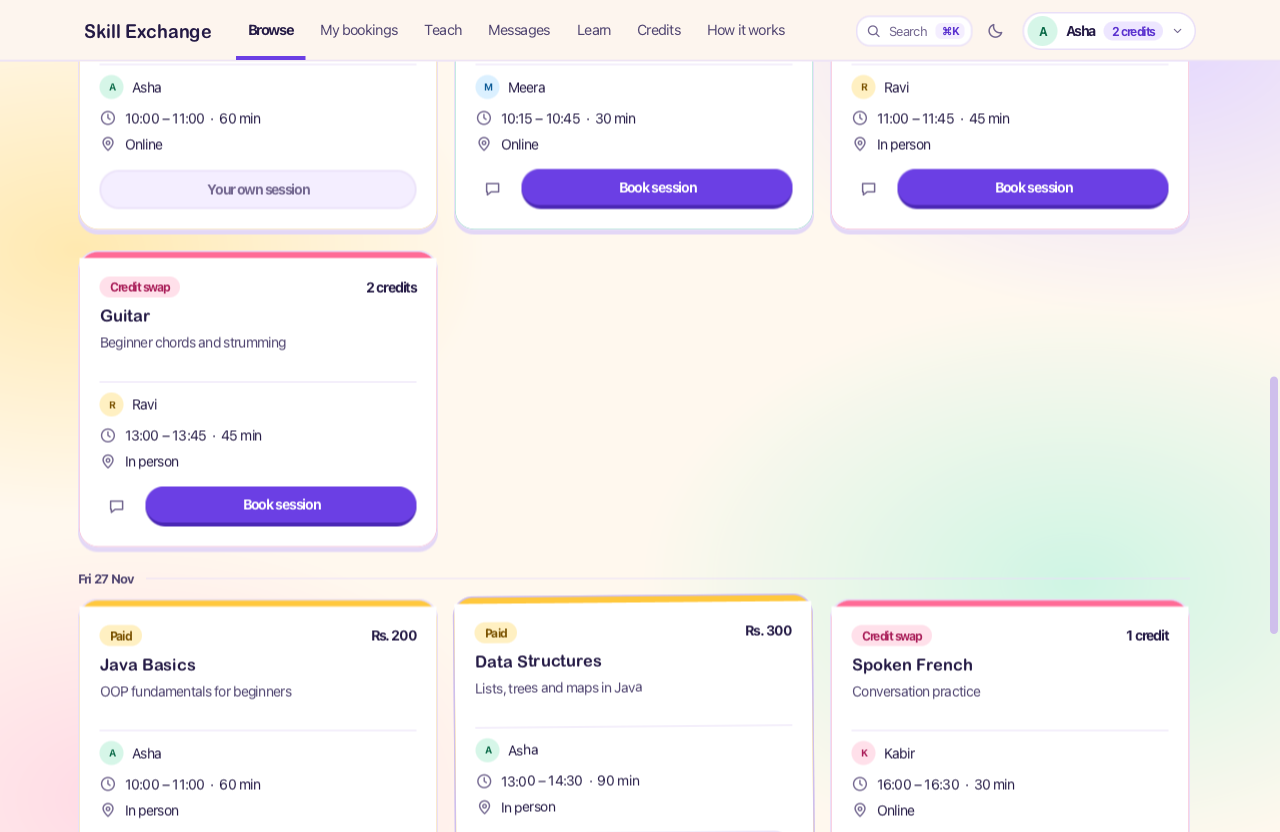 Skill Exchange Browse My bookings Teach Messages Learn Credits How it works Search ⌘K A Asha 2 credits
A Asha
10:00 – 11:00 · 60 min
Online
Your own session
M Meera
10:15 – 10:45 · 30 min
Online
Book session
R Ravi
11:00 – 11:45 · 45 min
In person
Book session
Credit swap 2 credits
Guitar
Beginner chords and strumming
R Ravi
13:00 – 13:45 · 45 min
In person
Book session
Fri 27 Nov
Paid Rs. 200
Java Basics
OOP fundamentals for beginners
A Asha
10:00 – 11:00 · 60 min
In person
Paid Rs. 300
Data Structures
Lists, trees and maps in Java
A Asha
13:00 – 14:30 · 90 min
In person
Credit swap 1 credit
Spoken French
Conversation practice
K Kabir
16:00 – 16:30 · 30 min
Online